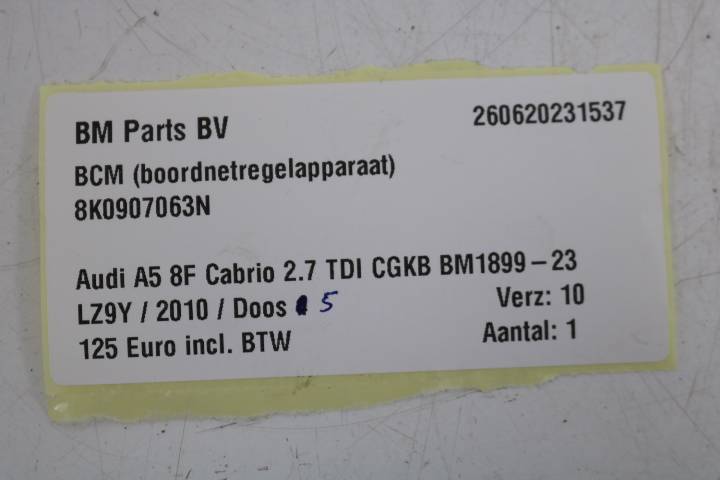 BM Parts BV 260620231537
BCM (boordnetregelapparaat)
8K0907063N
Audi A5 8F Cabrio 2.7 TDI CGKB BM1899-23
LZ9Y / 2010 / Doos 5 Verz: 10
125 Euro incl. BTW Aantal: 1